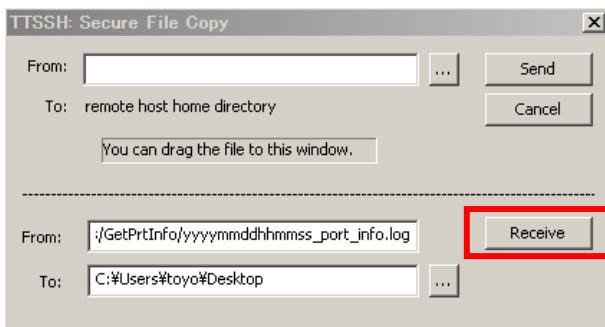 TTSSH: Secure File Copy
From:
...
Send
To: remote host home directory
Cancel
You can drag the file to this window.
From: :/GetPrtInfo/yyyymmddhhmmss_port_info.log
Receive
To: C:¥Users¥toyo¥Desktop
...